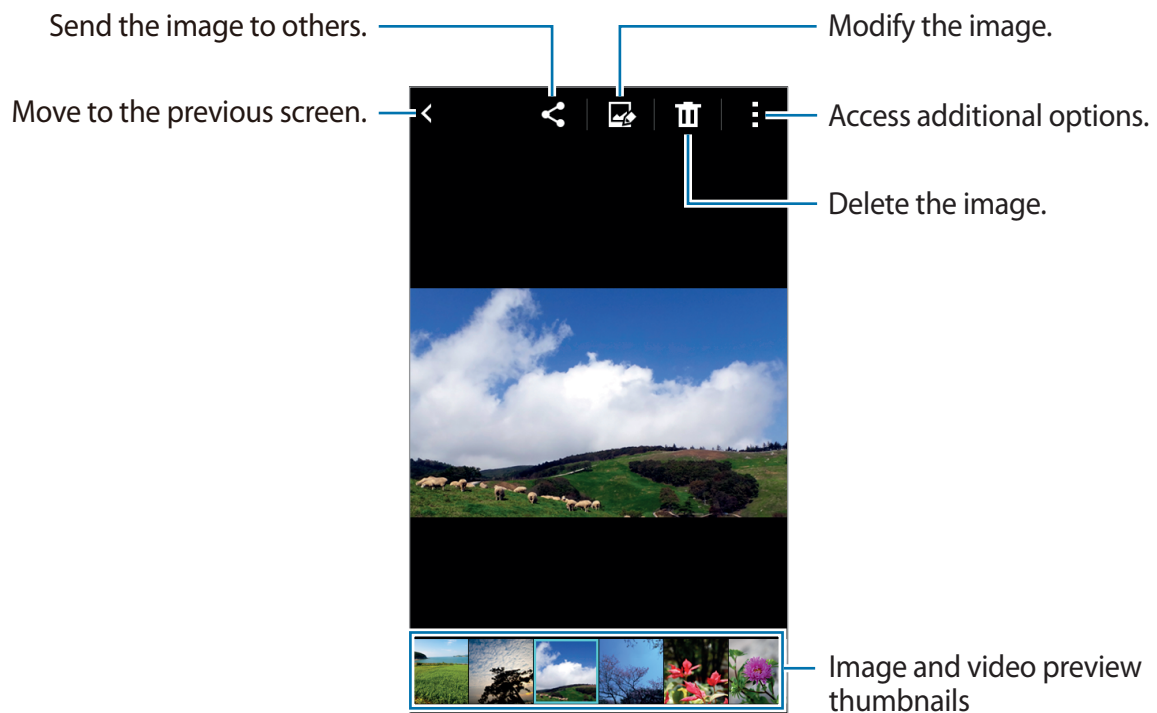 Send the image to others.
Modify the image.
Move to the previous screen.
Access additional options.
Delete the image.
Image and video preview
thumbnails